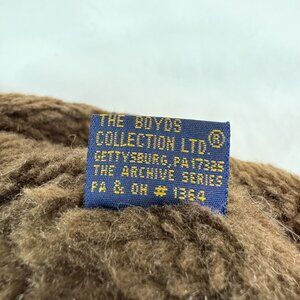 THE BOYDS
COLLECTION LTD.®
GETTYSBURG, PA 17325
THE ARCHIVE SERIES
PA & OH # 1364